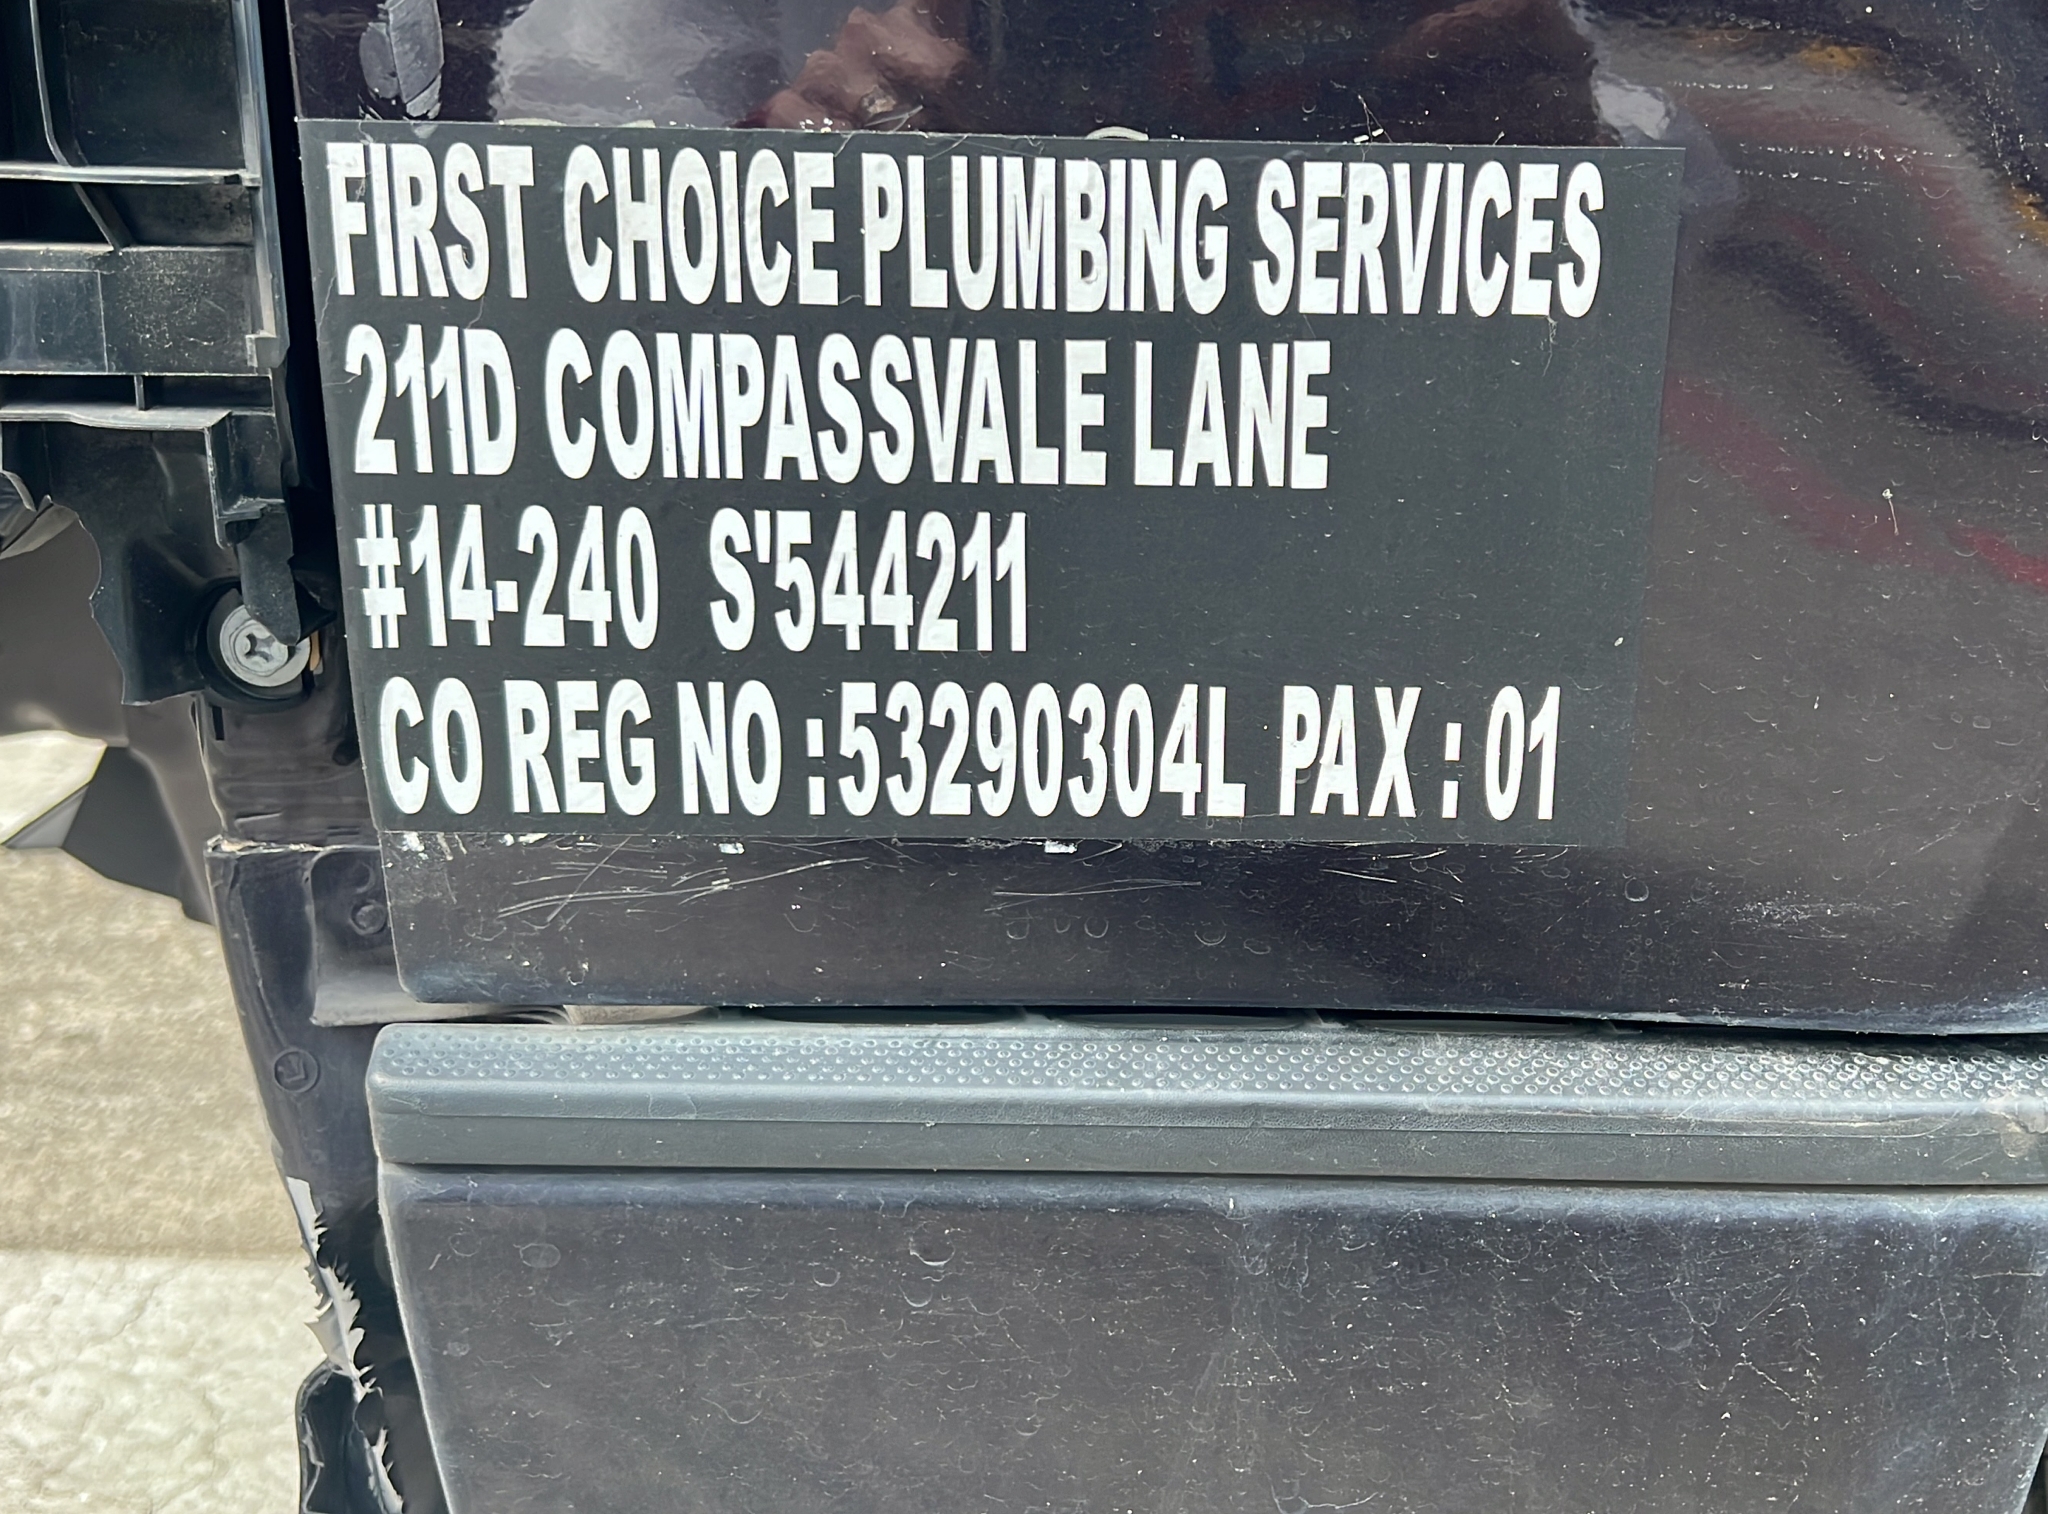 FIRST CHOICE PLUMBING SERVICES
211D COMPASSVALE LANE
#14-240 S'544211
CO REG NO :53290304L PAX : 01